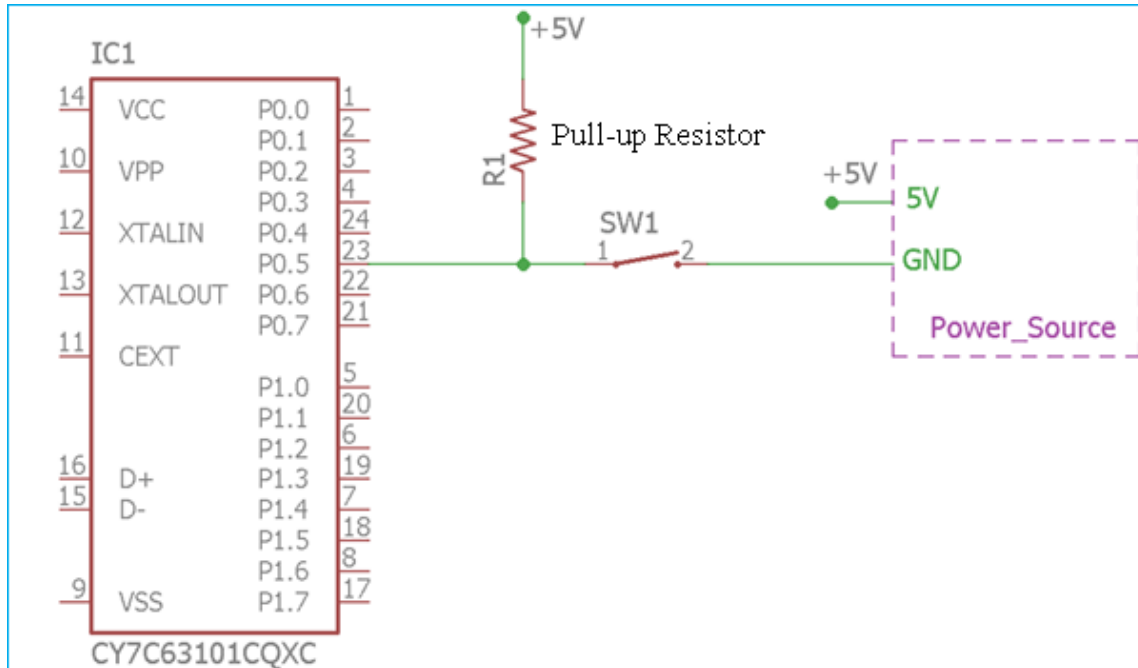 +5V
IC1
14 VCC P0.0 1
P0.1 2
10 VPP P0.2 3
P0.3 4
12 XTALIN P0.4 24
P0.5 23
13 XTALOUT P0.6 22
P0.7 21
11 CEXT
P1.0 5
P1.1 20
P1.2 6
16 D+ P1.3 19
15 D- P1.4 7
P1.5 18
P1.6 8
9 VSS P1.7 17
CY7C63101CQXC
R1
Pull-up Resistor
SW1
1 2
+5V
5V
GND
Power_Source